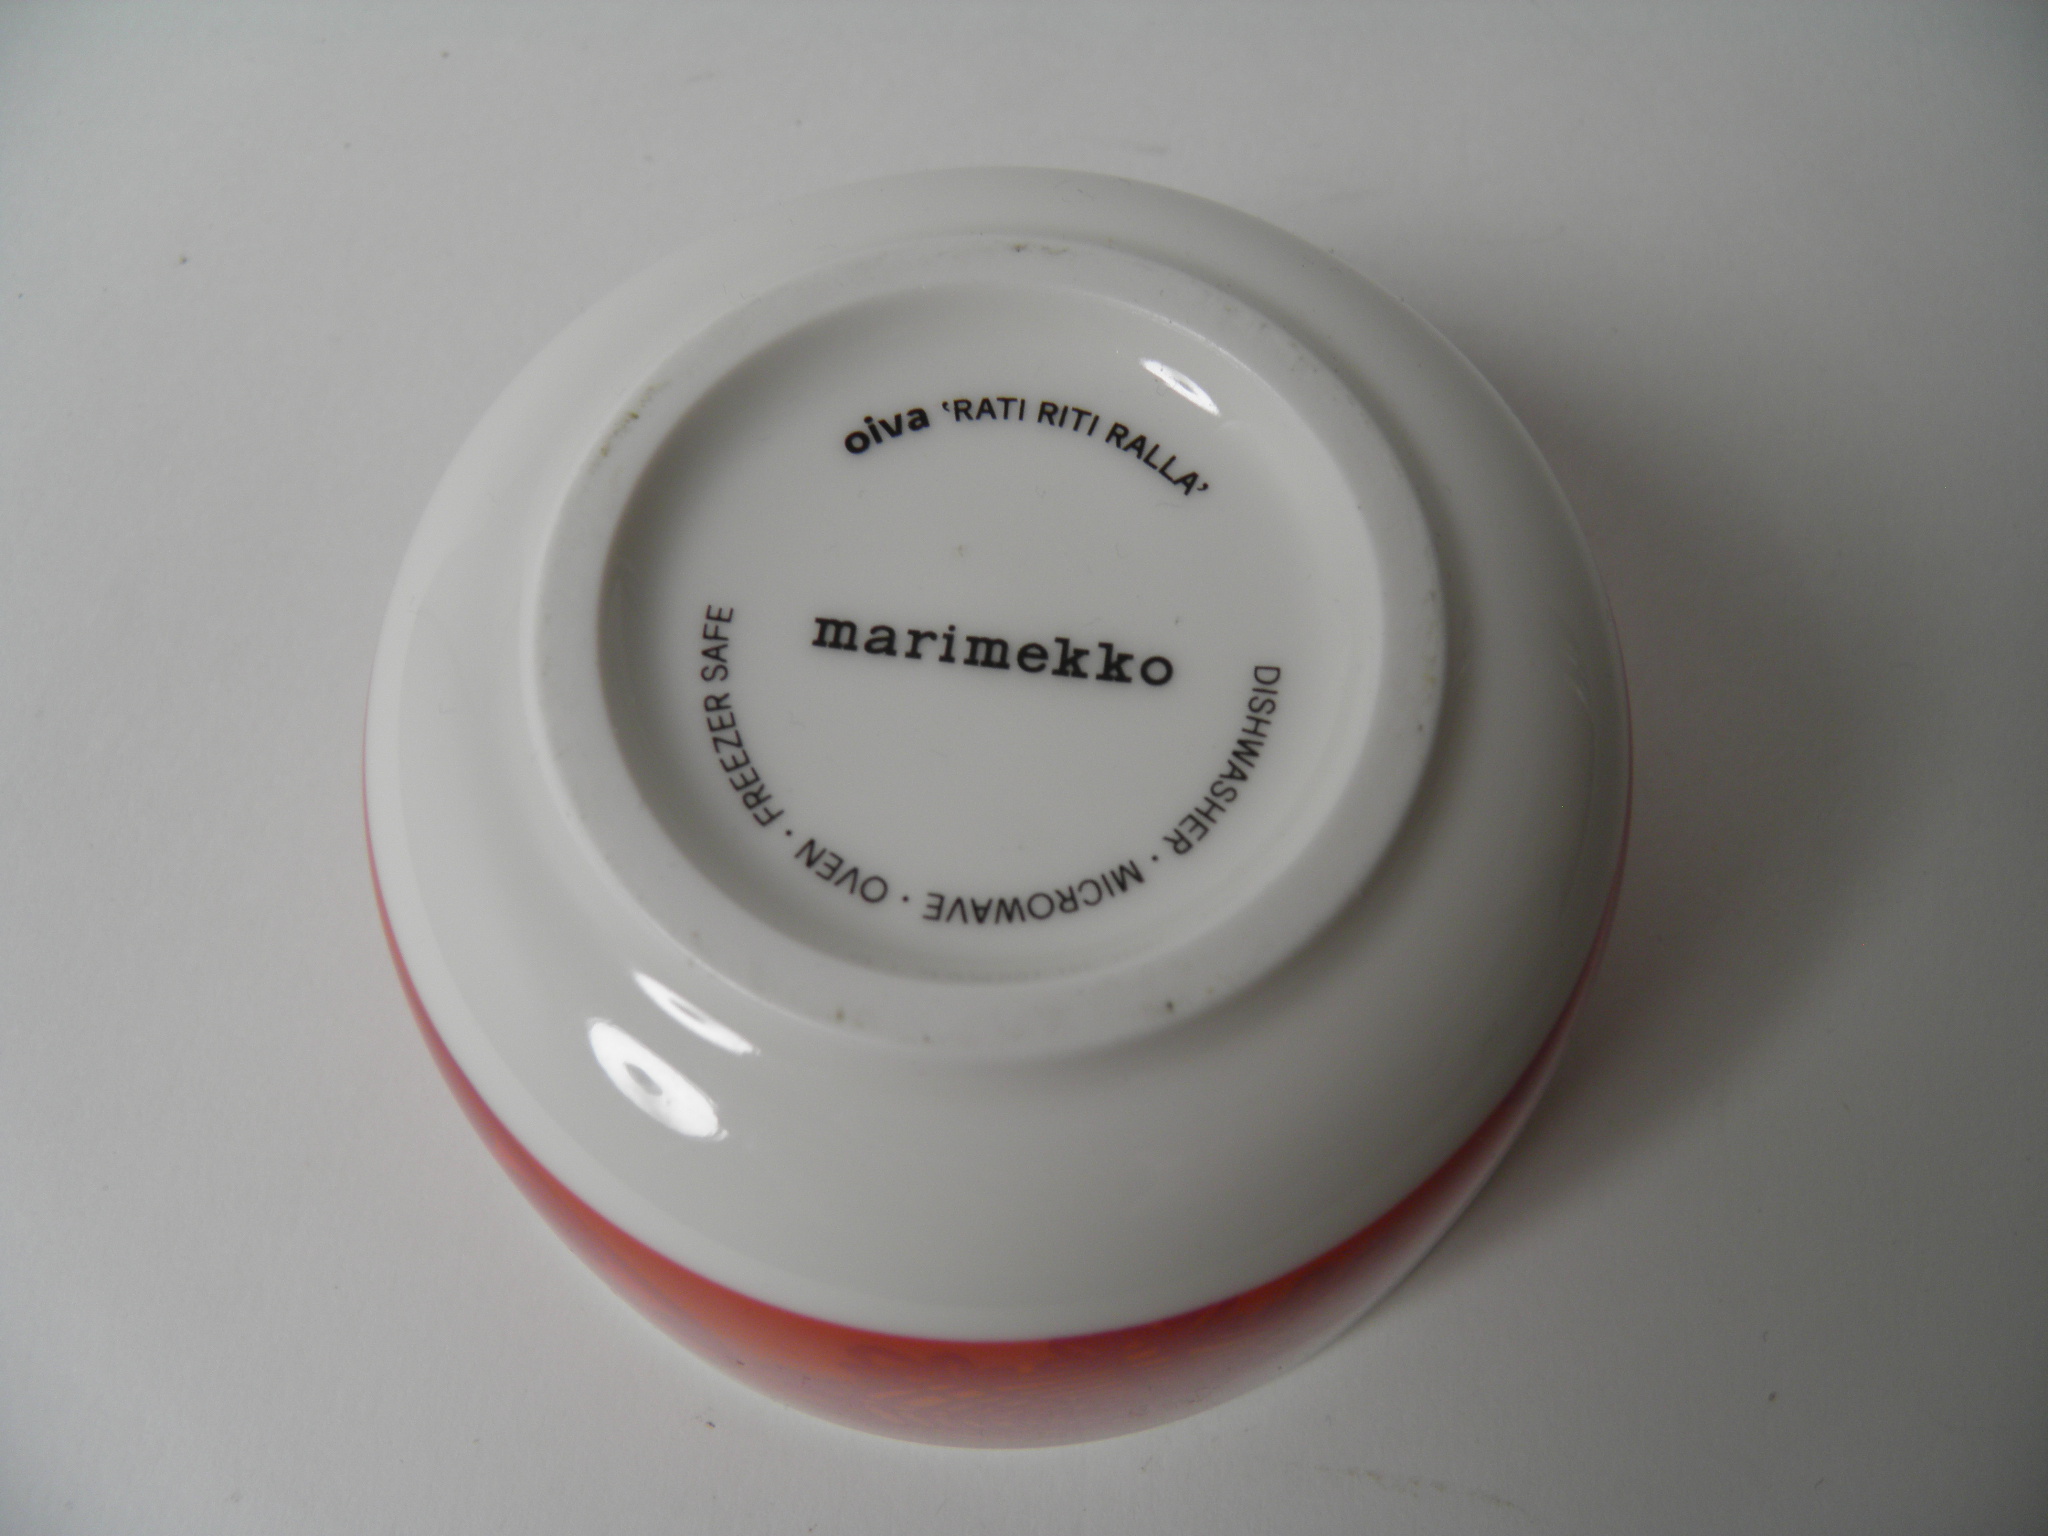 oiva ‘RATI RITI RALLA’
marimekko
DISHWASHER · MICROWAVE · OVEN · FREEZER SAFE